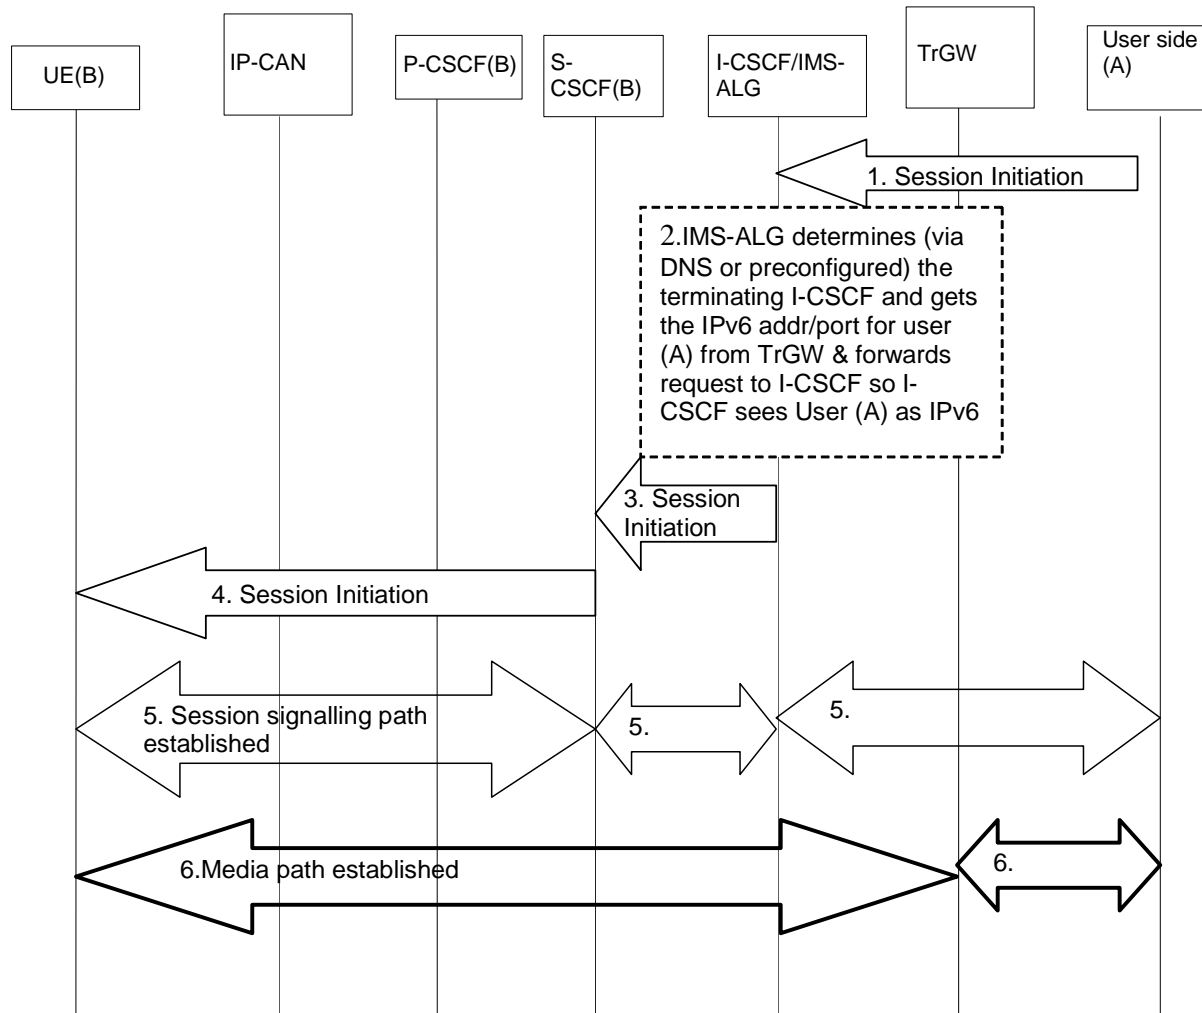 UE(B)
IP-CAN
P-CSCF(B)
S-
CSCF(B)
I-CSCF/IMS-
ALG
TrGW
User side
(A)
1. Session Initiation
2.IMS-ALG determines (via
DNS or preconfigured) the
terminating I-CSCF and gets
the IPv6 addr/port for user
(A) from TrGW & forwards
request to I-CSCF so I-
CSCF sees User (A) as IPv6
3. Session
Initiation
4. Session Initiation
5. Session signalling path
established
5.
5.
6.Media path established
6.